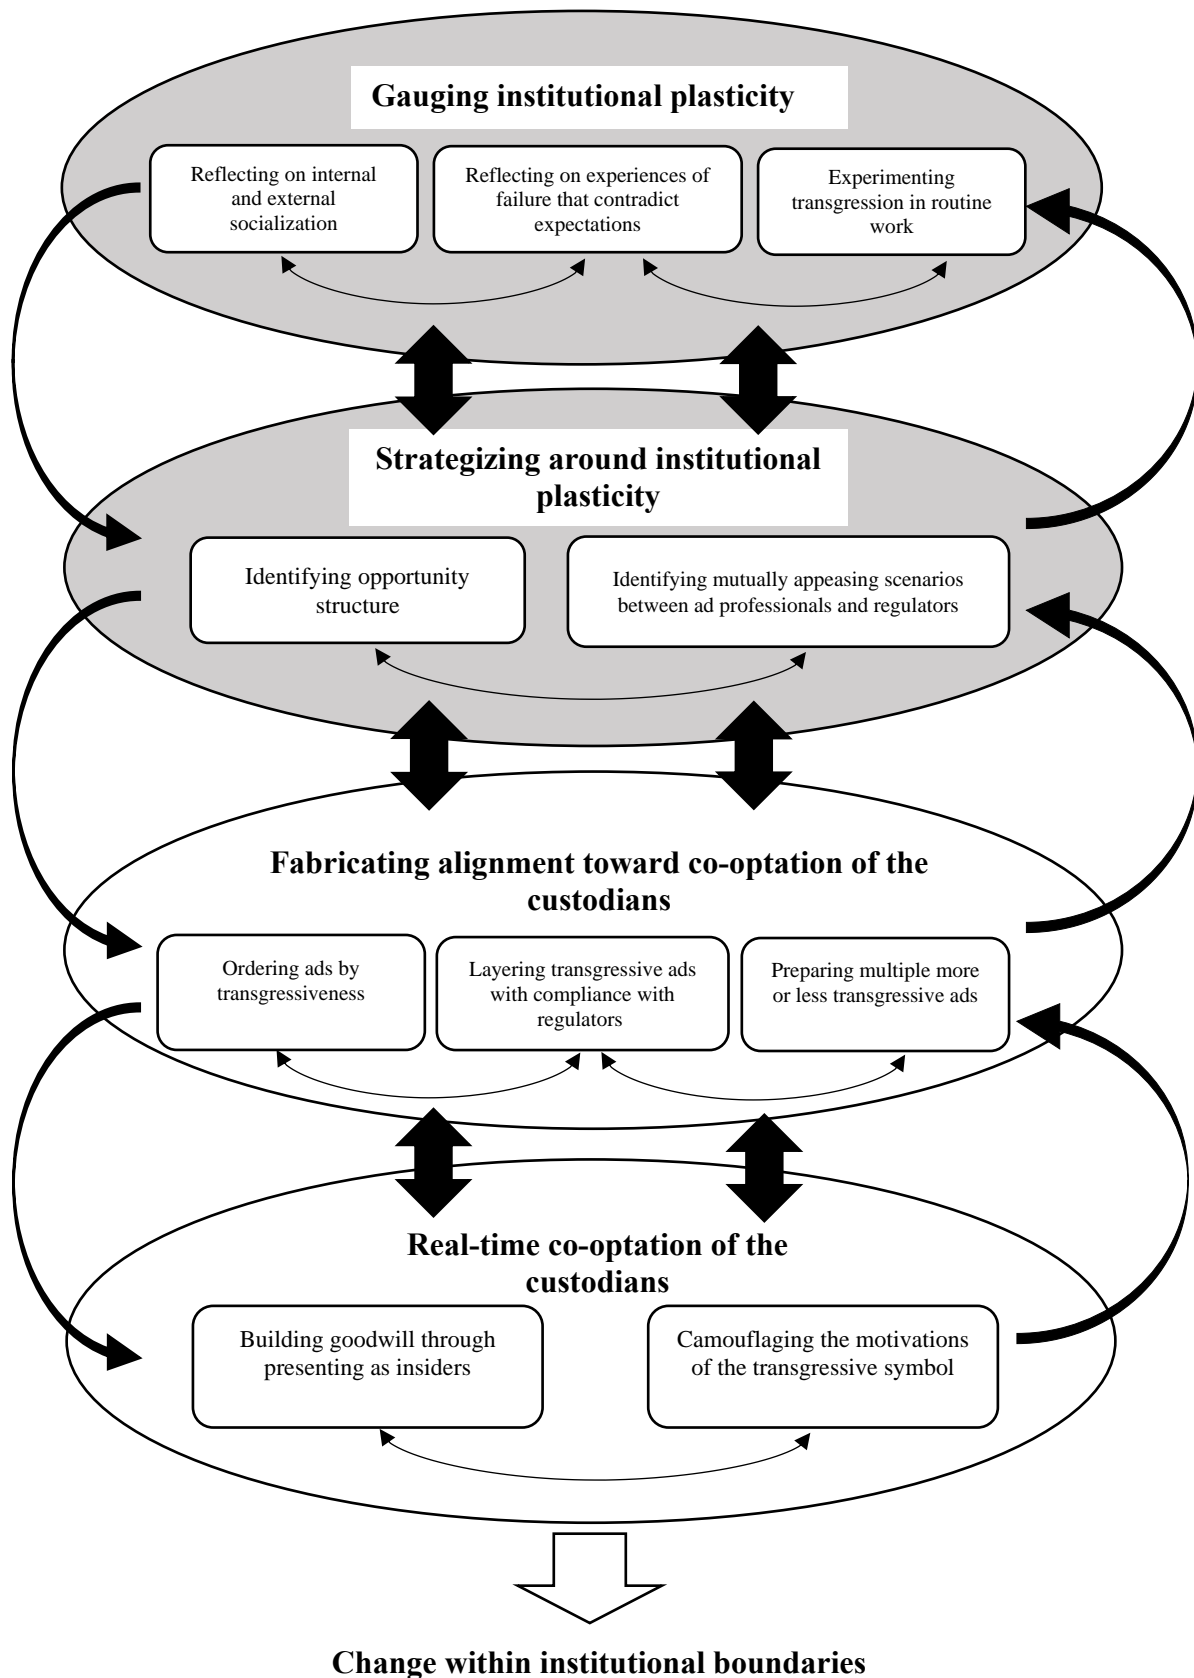 Gauging institutional plasticity
Reflecting on internal
and external
socialization
Reflecting on experiences of
failure that contradict
expectations
Experimenting
transgression in routine
work
Strategizing around institutional
plasticity
Identifying opportunity
structure
Identifying mutually appeasing scenarios
between ad professionals and regulators
Fabricating alignment toward co-optation of the
custodians
Ordering ads by
transgressiveness
Layering transgressive ads
with compliance with
regulators
Preparing multiple more
or less transgressive ads
Real-time co-optation of the
custodians
Building goodwill through
presenting as insiders
Camouflaging the motivations
of the transgressive symbol
Change within institutional boundaries